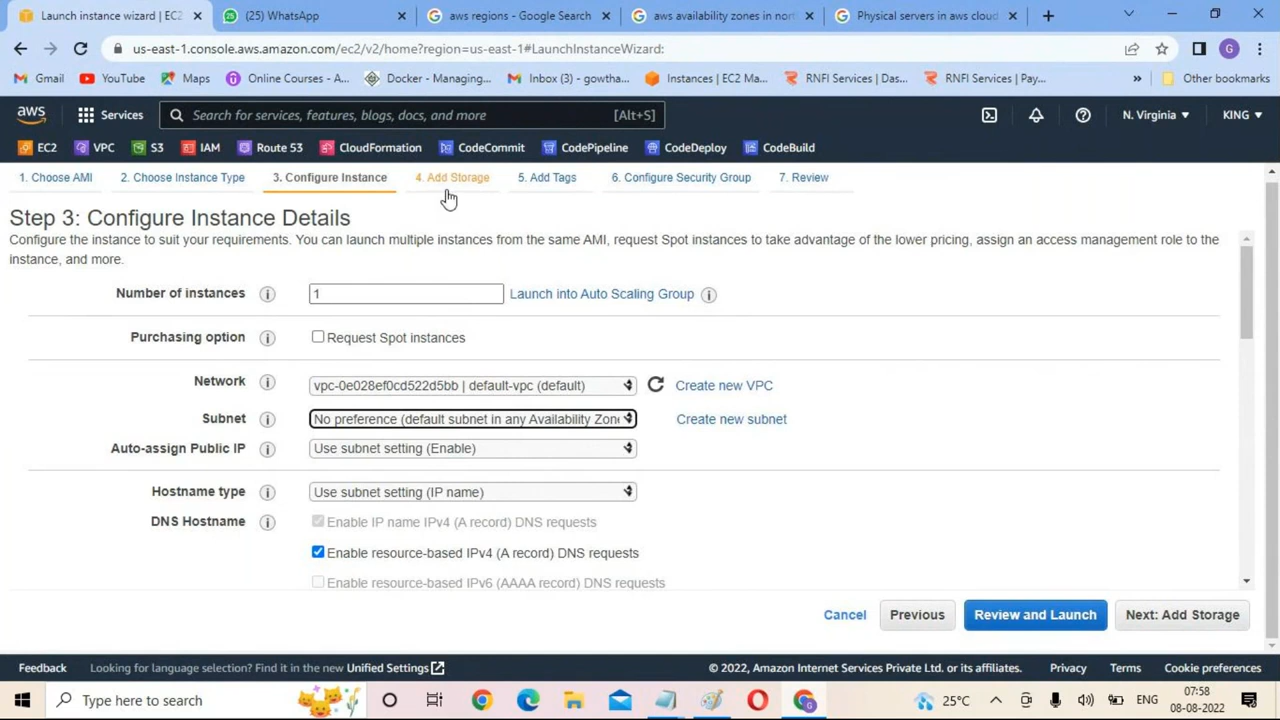 Launch instance wizard | EC2
(25) WhatsApp
aws regions - Google Search
aws availability zones in nort
Physical servers in aws cloud
us-east-1.console.aws.amazon.com/ec2/v2/home?region=us-east-1#LaunchInstanceWizard:
G
Gmail
YouTube
Maps
Online Courses - A...
Docker - Managing...
Inbox (3) - gowtha...
Instances | EC2 Ma...
RNFI Services | Das...
RNFI Services | Pay...
Other bookmarks
aws
Services
Search for services, features, blogs, docs, and more
[Alt+S]
N. Virginia
KING
EC2
VPC
S3
IAM
Route 53
CloudFormation
CodeCommit
CodePipeline
CodeDeploy
CodeBuild
1. Choose AMI
2. Choose Instance Type
3. Configure Instance
4. Add Storage
5. Add Tags
6. Configure Security Group
7. Review
Step 3: Configure Instance Details
Configure the instance to suit your requirements. You can launch multiple instances from the same AMI, request Spot instances to take advantage of the lower pricing, assign an access management role to the
instance, and more.
Number of instances
1
Launch into Auto Scaling Group
Purchasing option
Request Spot instances
Network
vpc-0e028ef0cd522d5bb | default-vpc (default)
Create new VPC
Subnet
No preference (default subnet in any Availability Zone
Create new subnet
Auto-assign Public IP
Use subnet setting (Enable)
Hostname type
Use subnet setting (IP name)
DNS Hostname
Enable IP name IPv4 (A record) DNS requests
Enable resource-based IPv4 (A record) DNS requests
Enable resource-based IPv6 (AAAA record) DNS requests
Cancel
Previous
Review and Launch
Next: Add Storage
Feedback
Looking for language selection? Find it in the new Unified Settings
© 2022, Amazon Internet Services Private Ltd. or its affiliates.
Privacy
Terms
Cookie preferences
Type here to search
25°C
ENG
07:58
08-08-2022